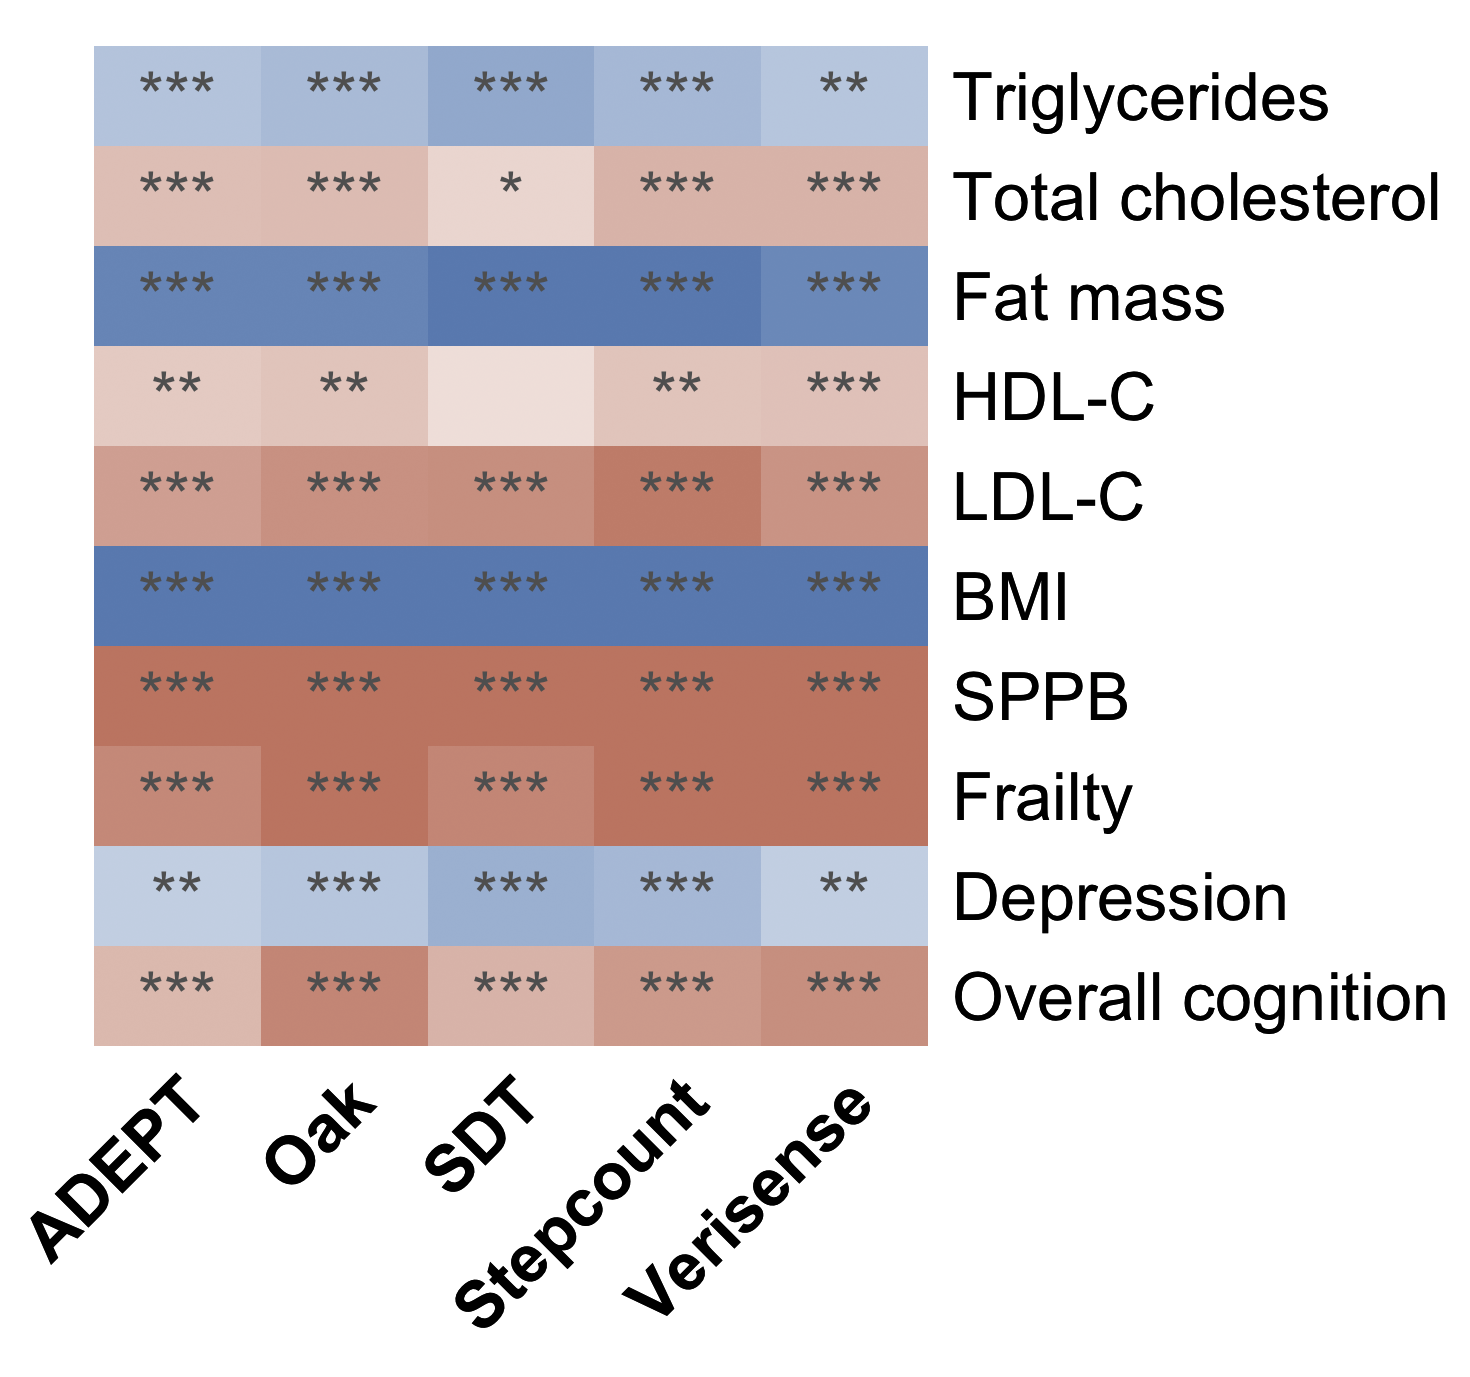 *** *** *** *** ** Triglycerides
*** *** * *** *** Total cholesterol
*** *** *** *** *** Fat mass
** ** ** *** HDL-C
*** *** *** *** *** LDL-C
*** *** *** *** *** BMI
*** *** *** *** *** SPPB
*** *** *** *** *** Frailty
** *** *** *** ** Depression
*** *** *** *** *** Overall cognition
ADEPT
Oak
SDT
Stepcount
Verisense